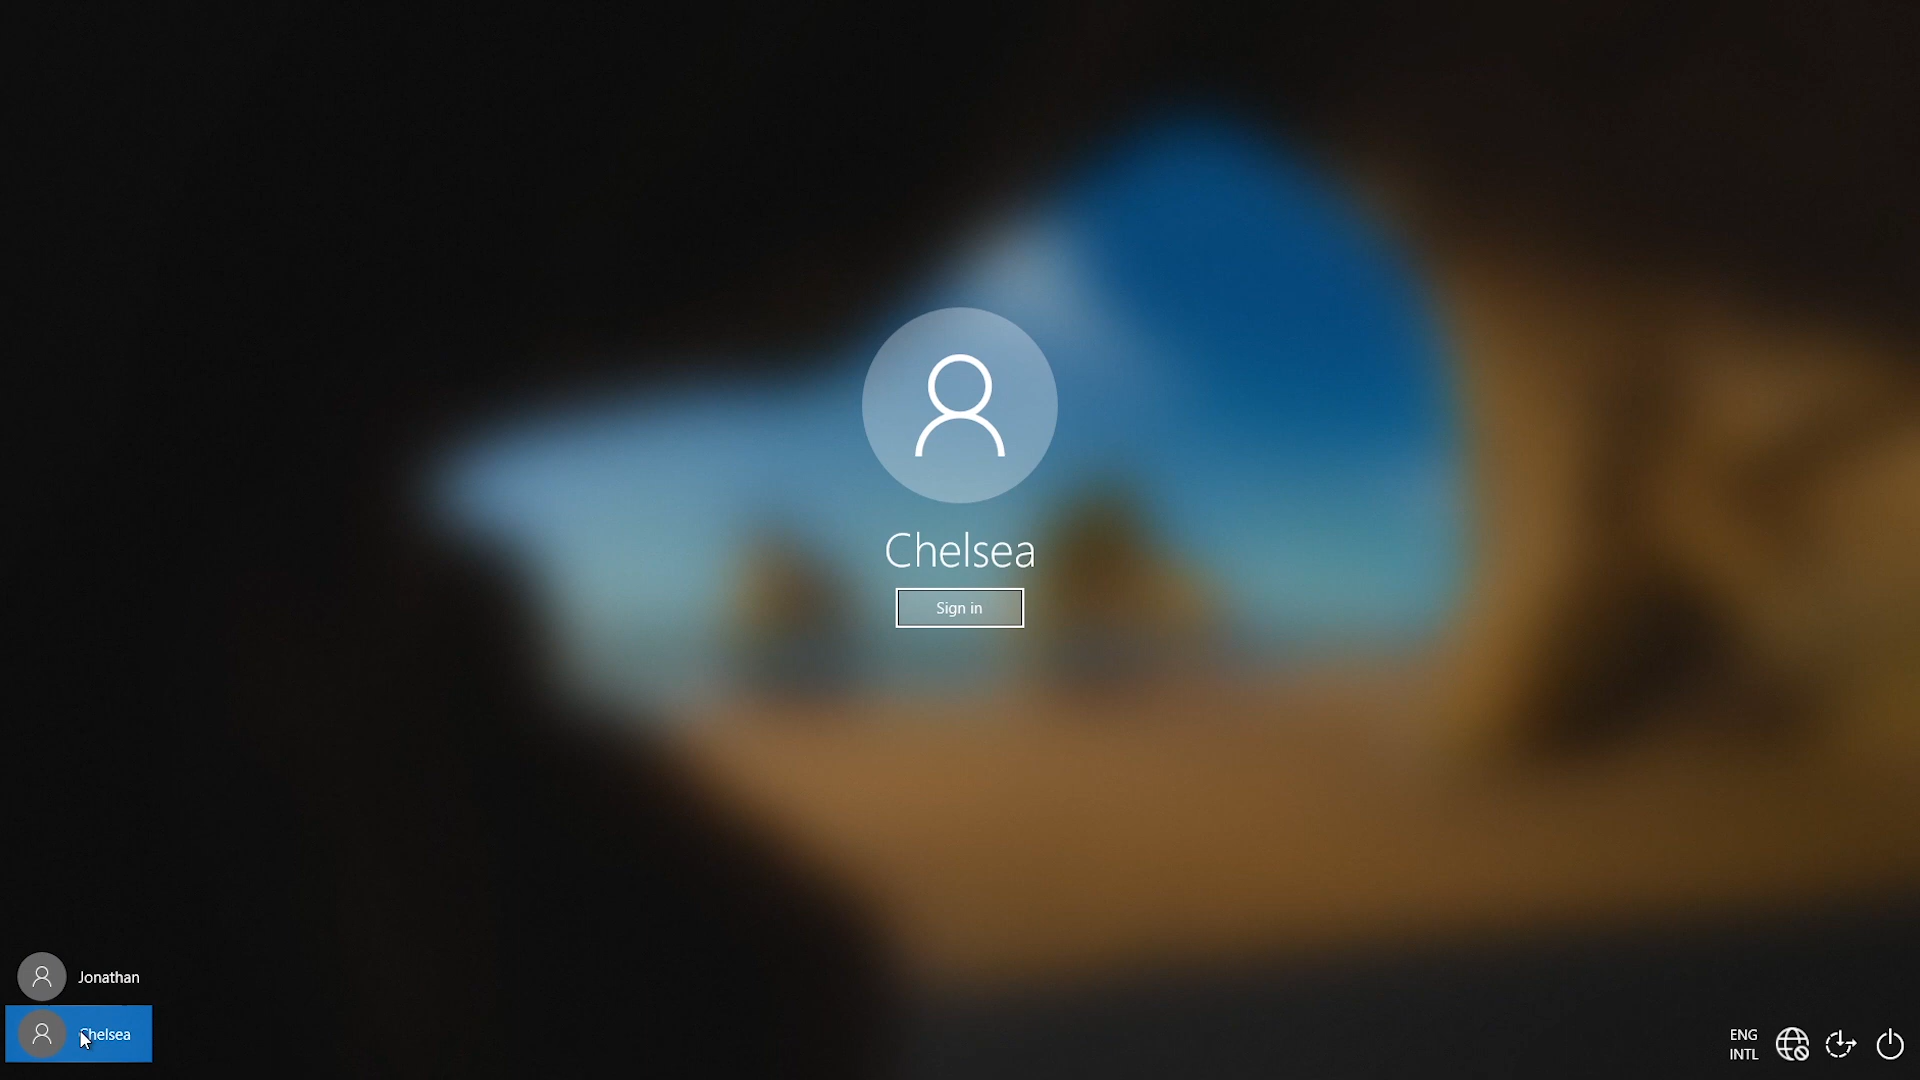 Chelsea
Sign in
Jonathan
Chelsea
ENG
INTL